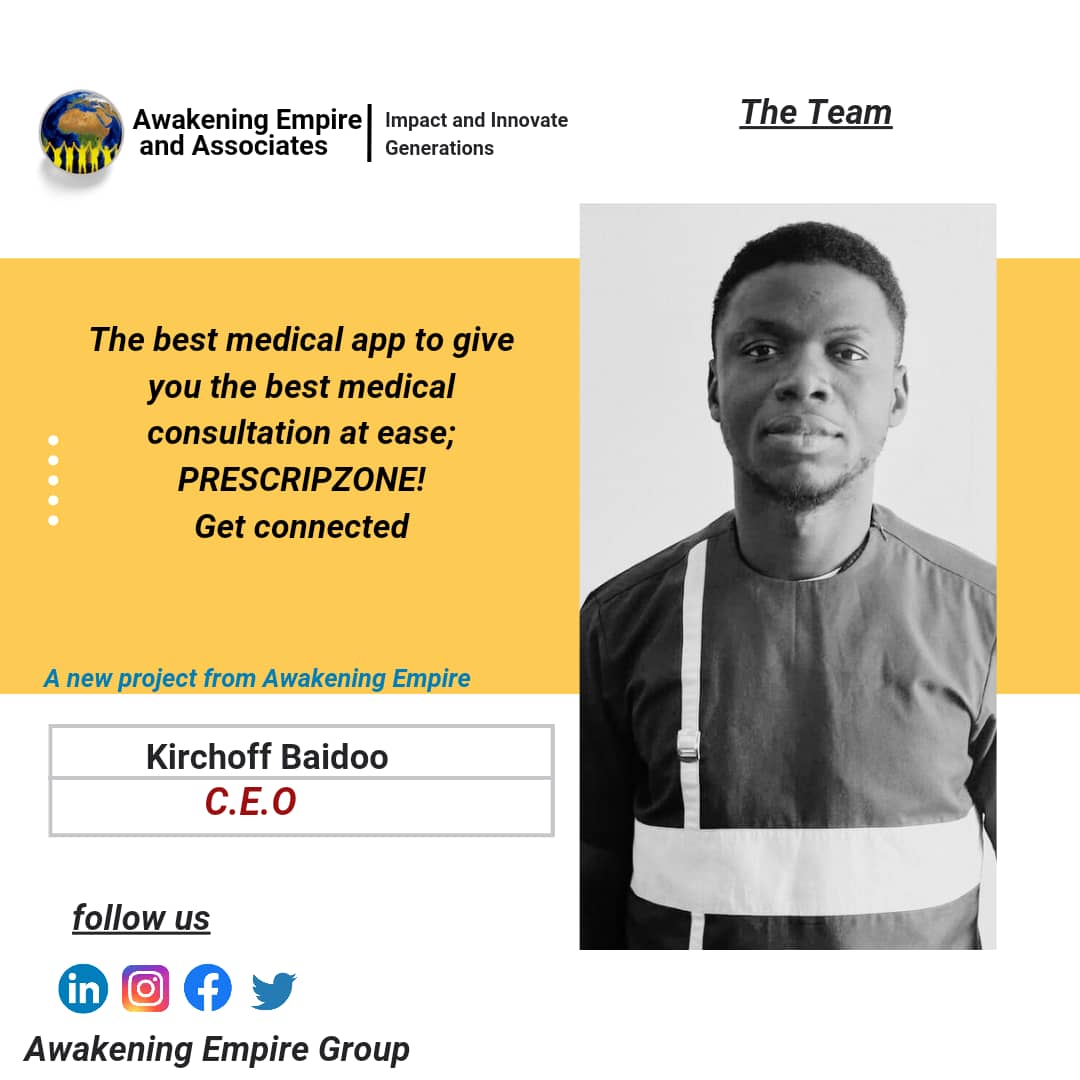 Awakening Empire
and Associates
Impact and Innovate
Generations
The Team
The best medical app to give
you the best medical
consultation at ease;
PRESCRIPZONE!
Get connected
A new project from Awakening Empire
Kirchoff Baidoo
C.E.O
follow us
in
Awakening Empire Group